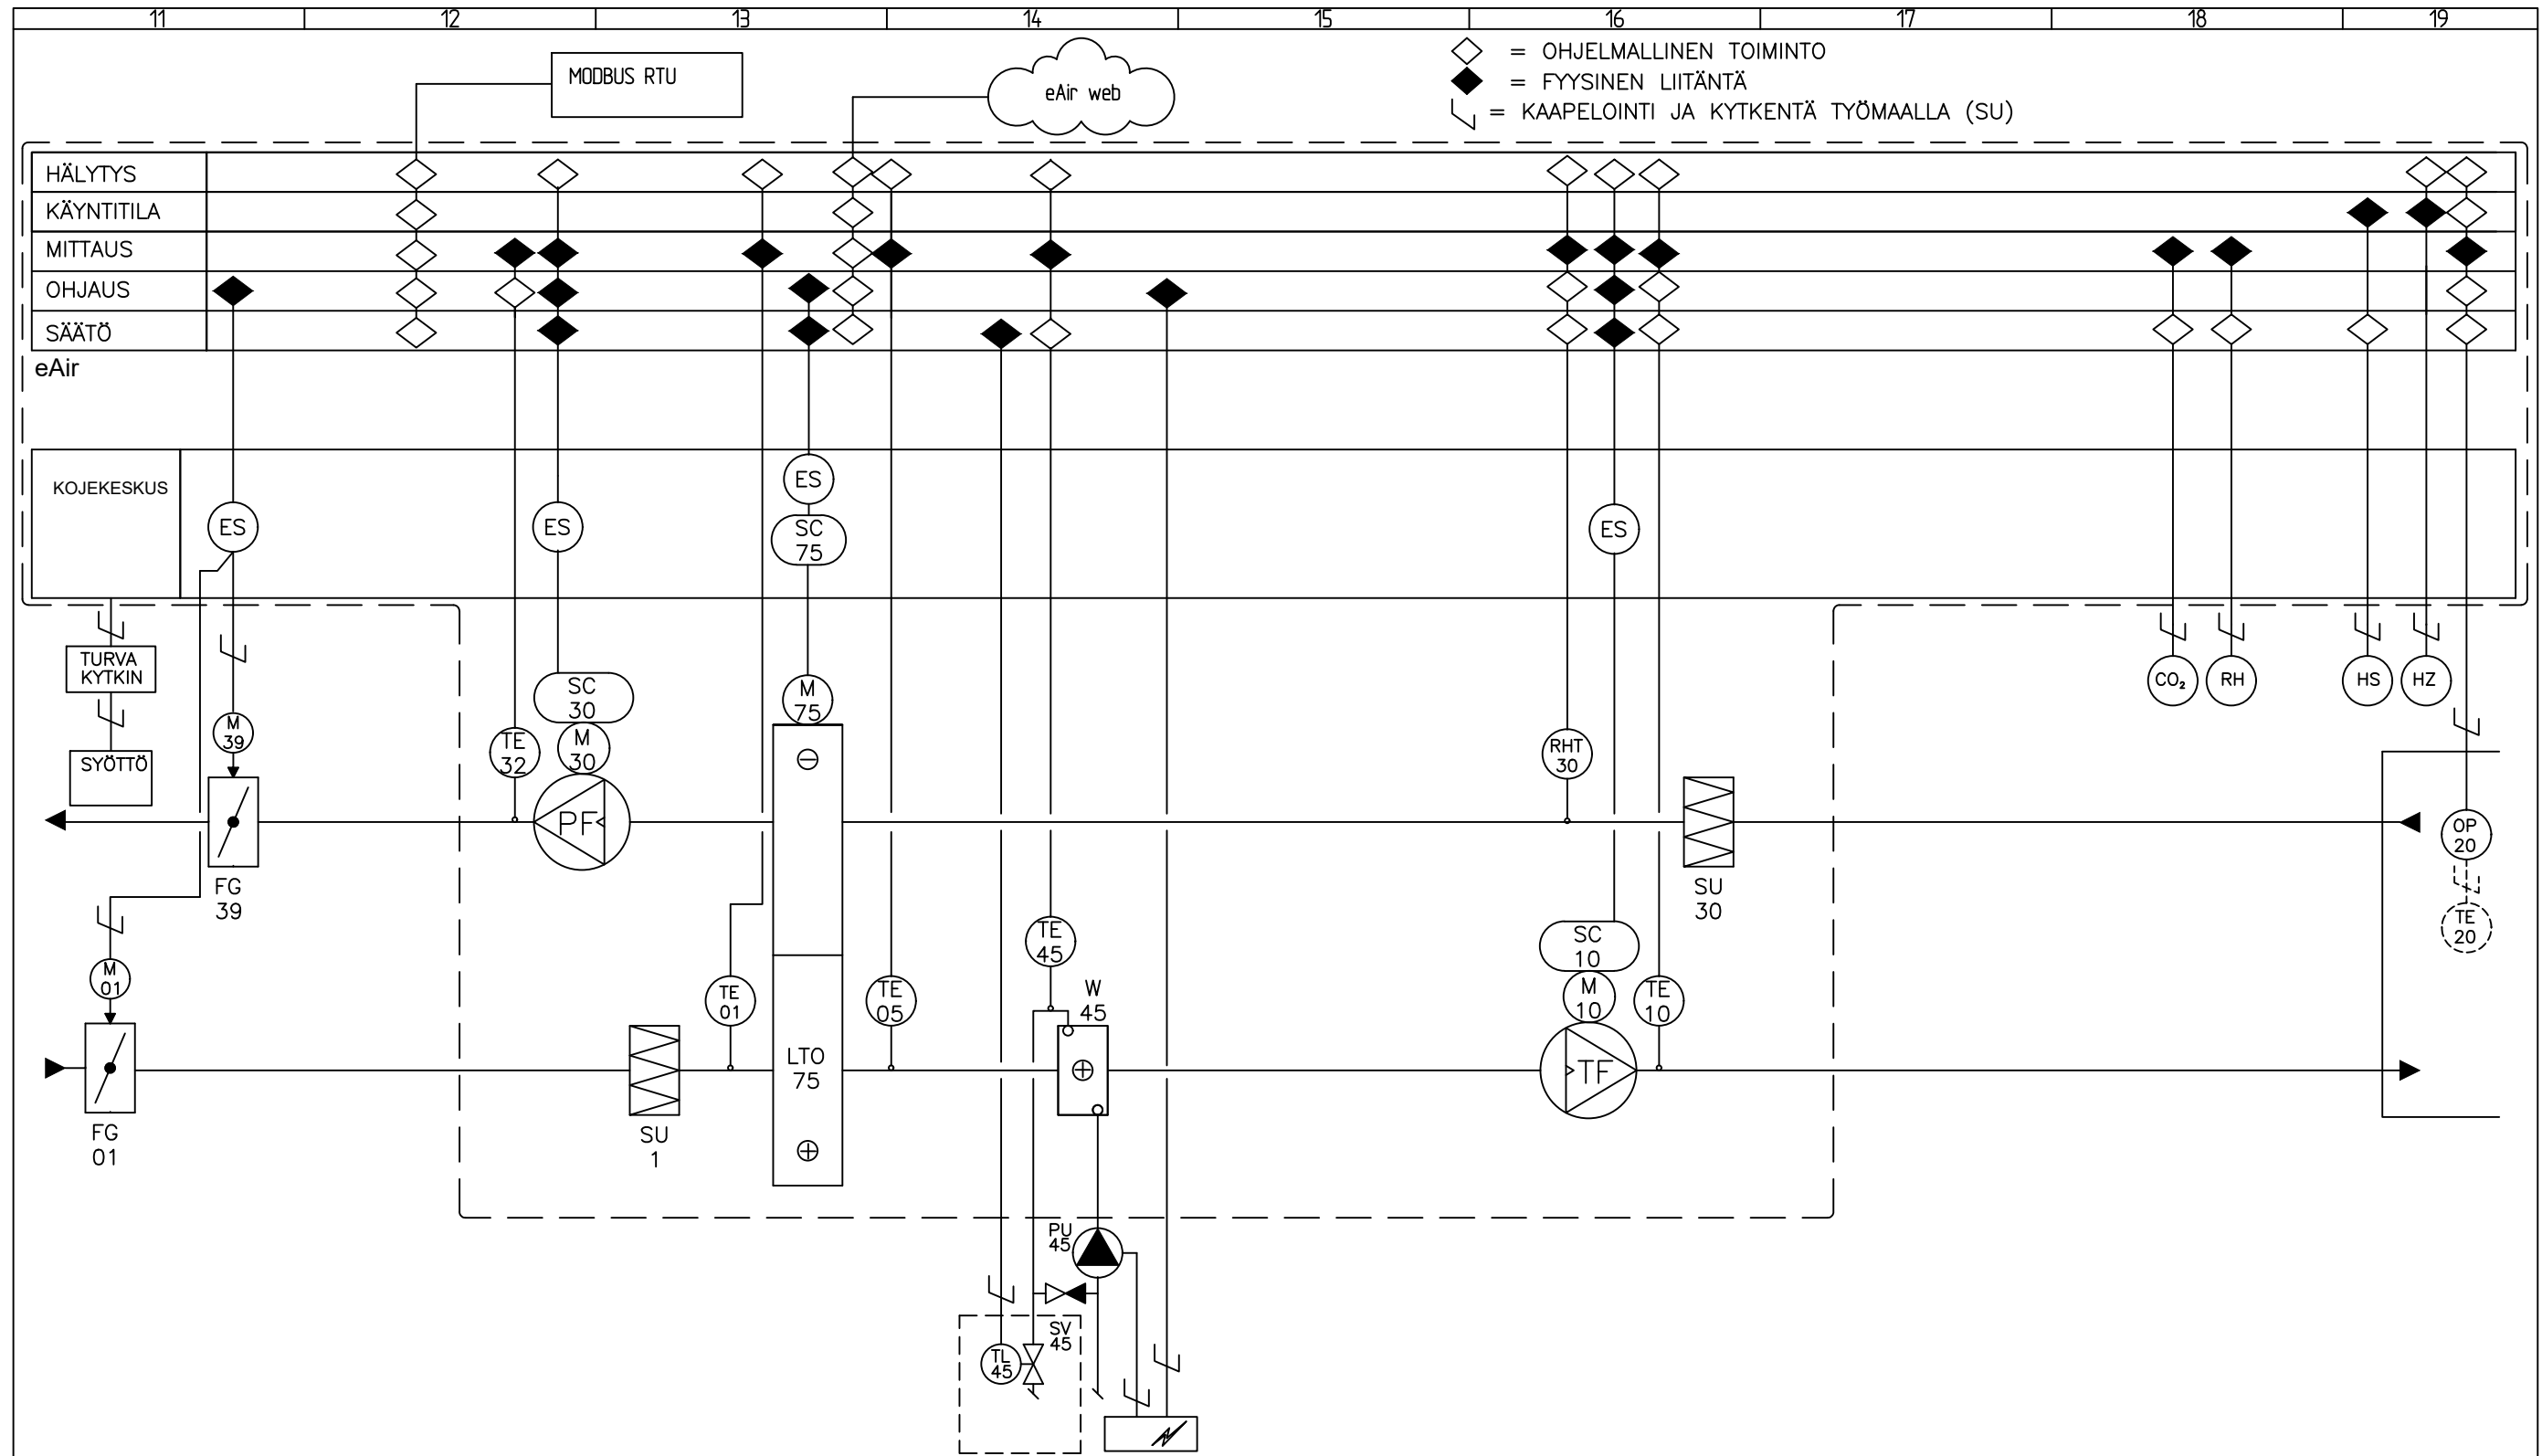 11 12 13 14 15 16 17 18 19
MODBUS RTU
eAir web
= OHJELMALLINEN TOIMINTO
= FYYSINEN LIITÄNTÄ
= KAAPELOINTI JA KYTKENTÄ TYÖMAALLA (SU)
HÄLYTYS
KÄYNTITILA
MITTAUS
OHJAUS
SÄÄTÖ
eAir
KOJEKESKUS
ES
ES
ES
SC
75
ES
TURVA
KYTKIN
SYÖTTÖ
M
39
FG
39
TE
32
SC
30
M
30
PF
M
75
RHT
30
SU
30
CO₂
RH
HS
HZ
OP
20
TE
20
M
01
FG
01
SU
1
TE
01
LTO
75
TE
05
TE
45
W
45
SC
10
M
10
TF
TE
10
PU
45
SV
45
TL
45